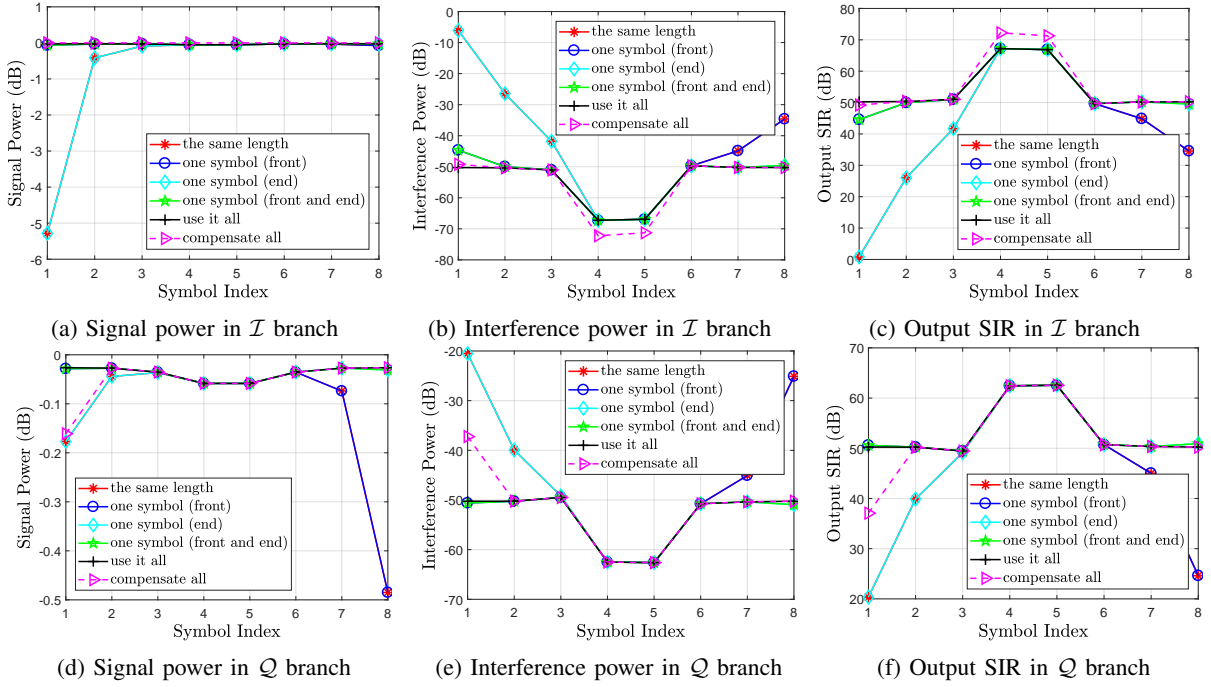 0
-1
-2
-3
-4
-5
-6
1 2 3 4 5 6 7 8
Signal Power (dB)
Symbol Index
the same length
one symbol (front)
one symbol (end)
one symbol (front and end)
use it all
compensate all
(a) Signal power in I branch
0
-10
-20
-30
-40
-50
-60
-70
-80
1 2 3 4 5 6 7 8
Interference Power (dB)
Symbol Index
the same length
one symbol (front)
one symbol (end)
one symbol (front and end)
use it all
compensate all
(b) Interference power in I branch
80
70
60
50
40
30
20
10
0
1 2 3 4 5 6 7 8
Output SIR (dB)
Symbol Index
the same length
one symbol (front)
one symbol (end)
one symbol (front and end)
use it all
compensate all
(c) Output SIR in I branch
0
-0.1
-0.2
-0.3
-0.4
-0.5
1 2 3 4 5 6 7 8
Signal Power (dB)
Symbol Index
the same length
one symbol (front)
one symbol (end)
one symbol (front and end)
use it all
compensate all
(d) Signal power in Q branch
-20
-30
-40
-50
-60
-70
1 2 3 4 5 6 7 8
Interference Power (dB)
Symbol Index
the same length
one symbol (front)
one symbol (end)
one symbol (front and end)
use it all
compensate all
(e) Interference power in Q branch
70
60
50
40
30
20
1 2 3 4 5 6 7 8
Output SIR (dB)
Symbol Index
the same length
one symbol (front)
one symbol (end)
one symbol (front and end)
use it all
compensate all
(f) Output SIR in Q branch